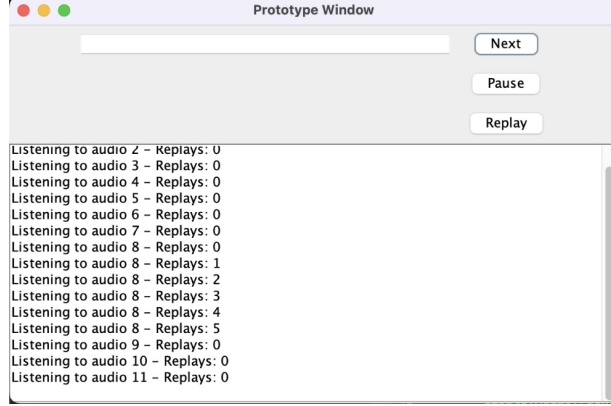 Prototype Window
Next
Pause
Replay
Listening to audio 2 – Replays: 0
Listening to audio 3 – Replays: 0
Listening to audio 4 – Replays: 0
Listening to audio 5 – Replays: 0
Listening to audio 6 – Replays: 0
Listening to audio 7 – Replays: 0
Listening to audio 8 – Replays: 0
Listening to audio 8 – Replays: 1
Listening to audio 8 – Replays: 2
Listening to audio 8 – Replays: 3
Listening to audio 8 – Replays: 4
Listening to audio 8 – Replays: 5
Listening to audio 9 – Replays: 0
Listening to audio 10 – Replays: 0
Listening to audio 11 – Replays: 0